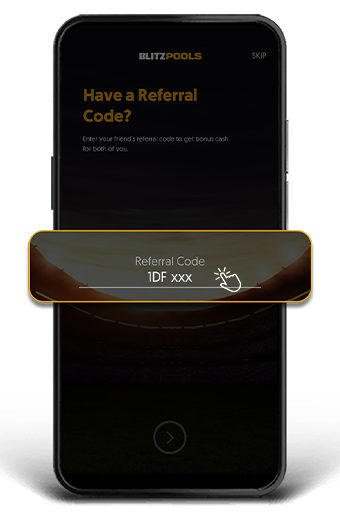 BLITZPOOLS
SKIP
Have a Referral
Code?
Enter your friend's referral code to get bonus cash
for both of you.
Referral Code
1DF xxx